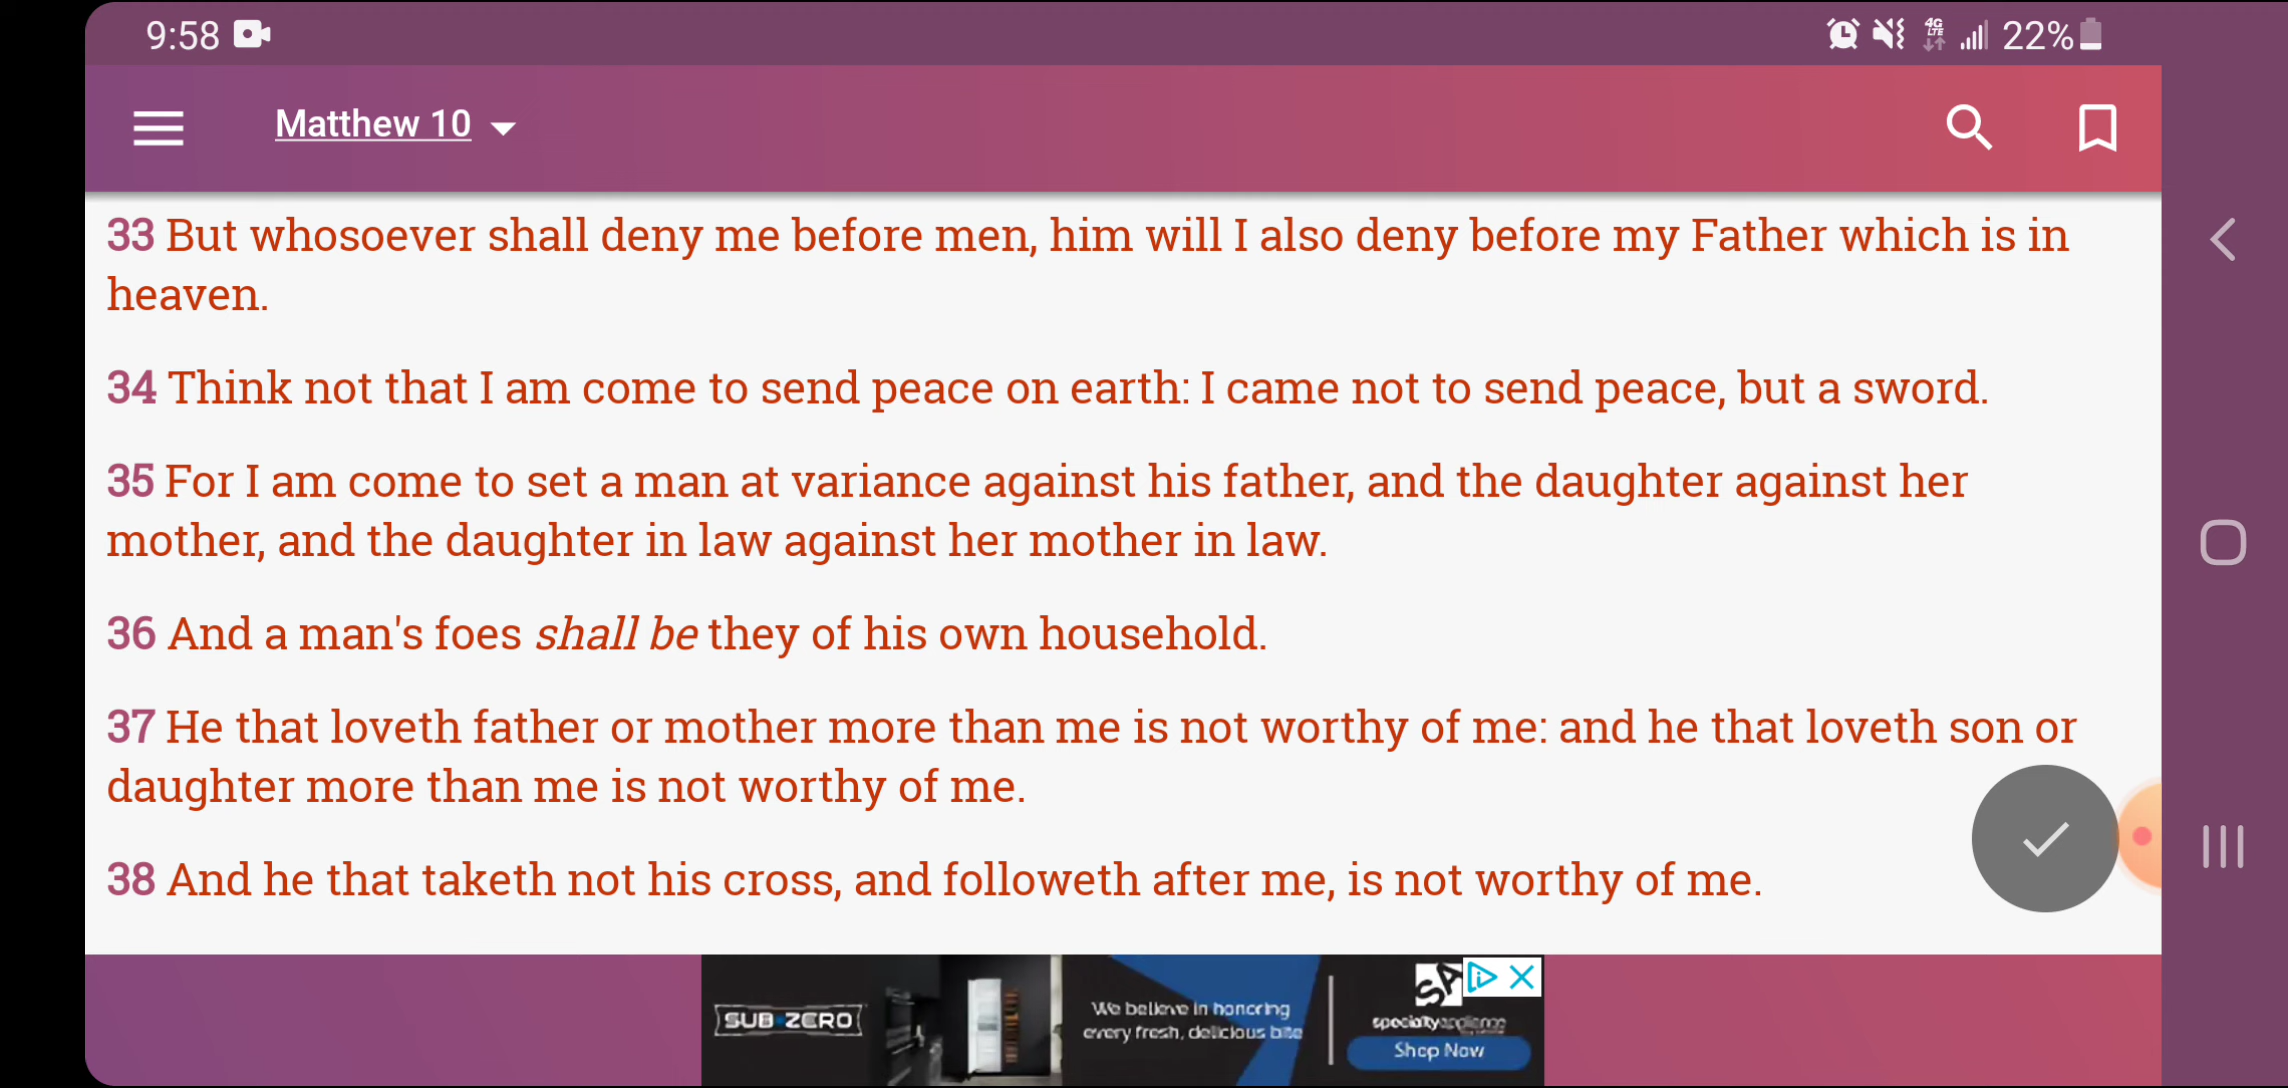 9:58
4G LTE 22%
Matthew 10
33 But whosoever shall deny me before men, him will I also deny before my Father which is in
heaven.
34 Think not that I am come to send peace on earth: I came not to send peace, but a sword.
35 For I am come to set a man at variance against his father, and the daughter against her
mother, and the daughter in law against her mother in law.
36 And a man's foes shall be they of his own household.
37 He that loveth father or mother more than me is not worthy of me: and he that loveth son or
daughter more than me is not worthy of me.
38 And he that taketh not his cross, and followeth after me, is not worthy of me.
SUB-ZERO
We believe in honoring
every fresh, delicious bite
SA
specialtyappliance
Shop Now